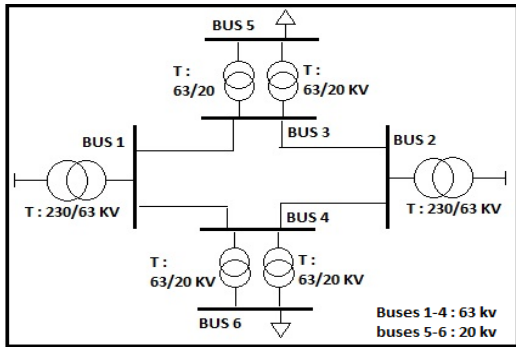 BUS 5
T :
63/20
T :
63/20 KV
BUS 1
BUS 3
BUS 2
T : 230/63 KV
T : 230/63 KV
BUS 4
T :
63/20 KV
T :
63/20 KV
BUS 6
Buses 1-4 : 63 kv
buses 5-6 : 20 kv